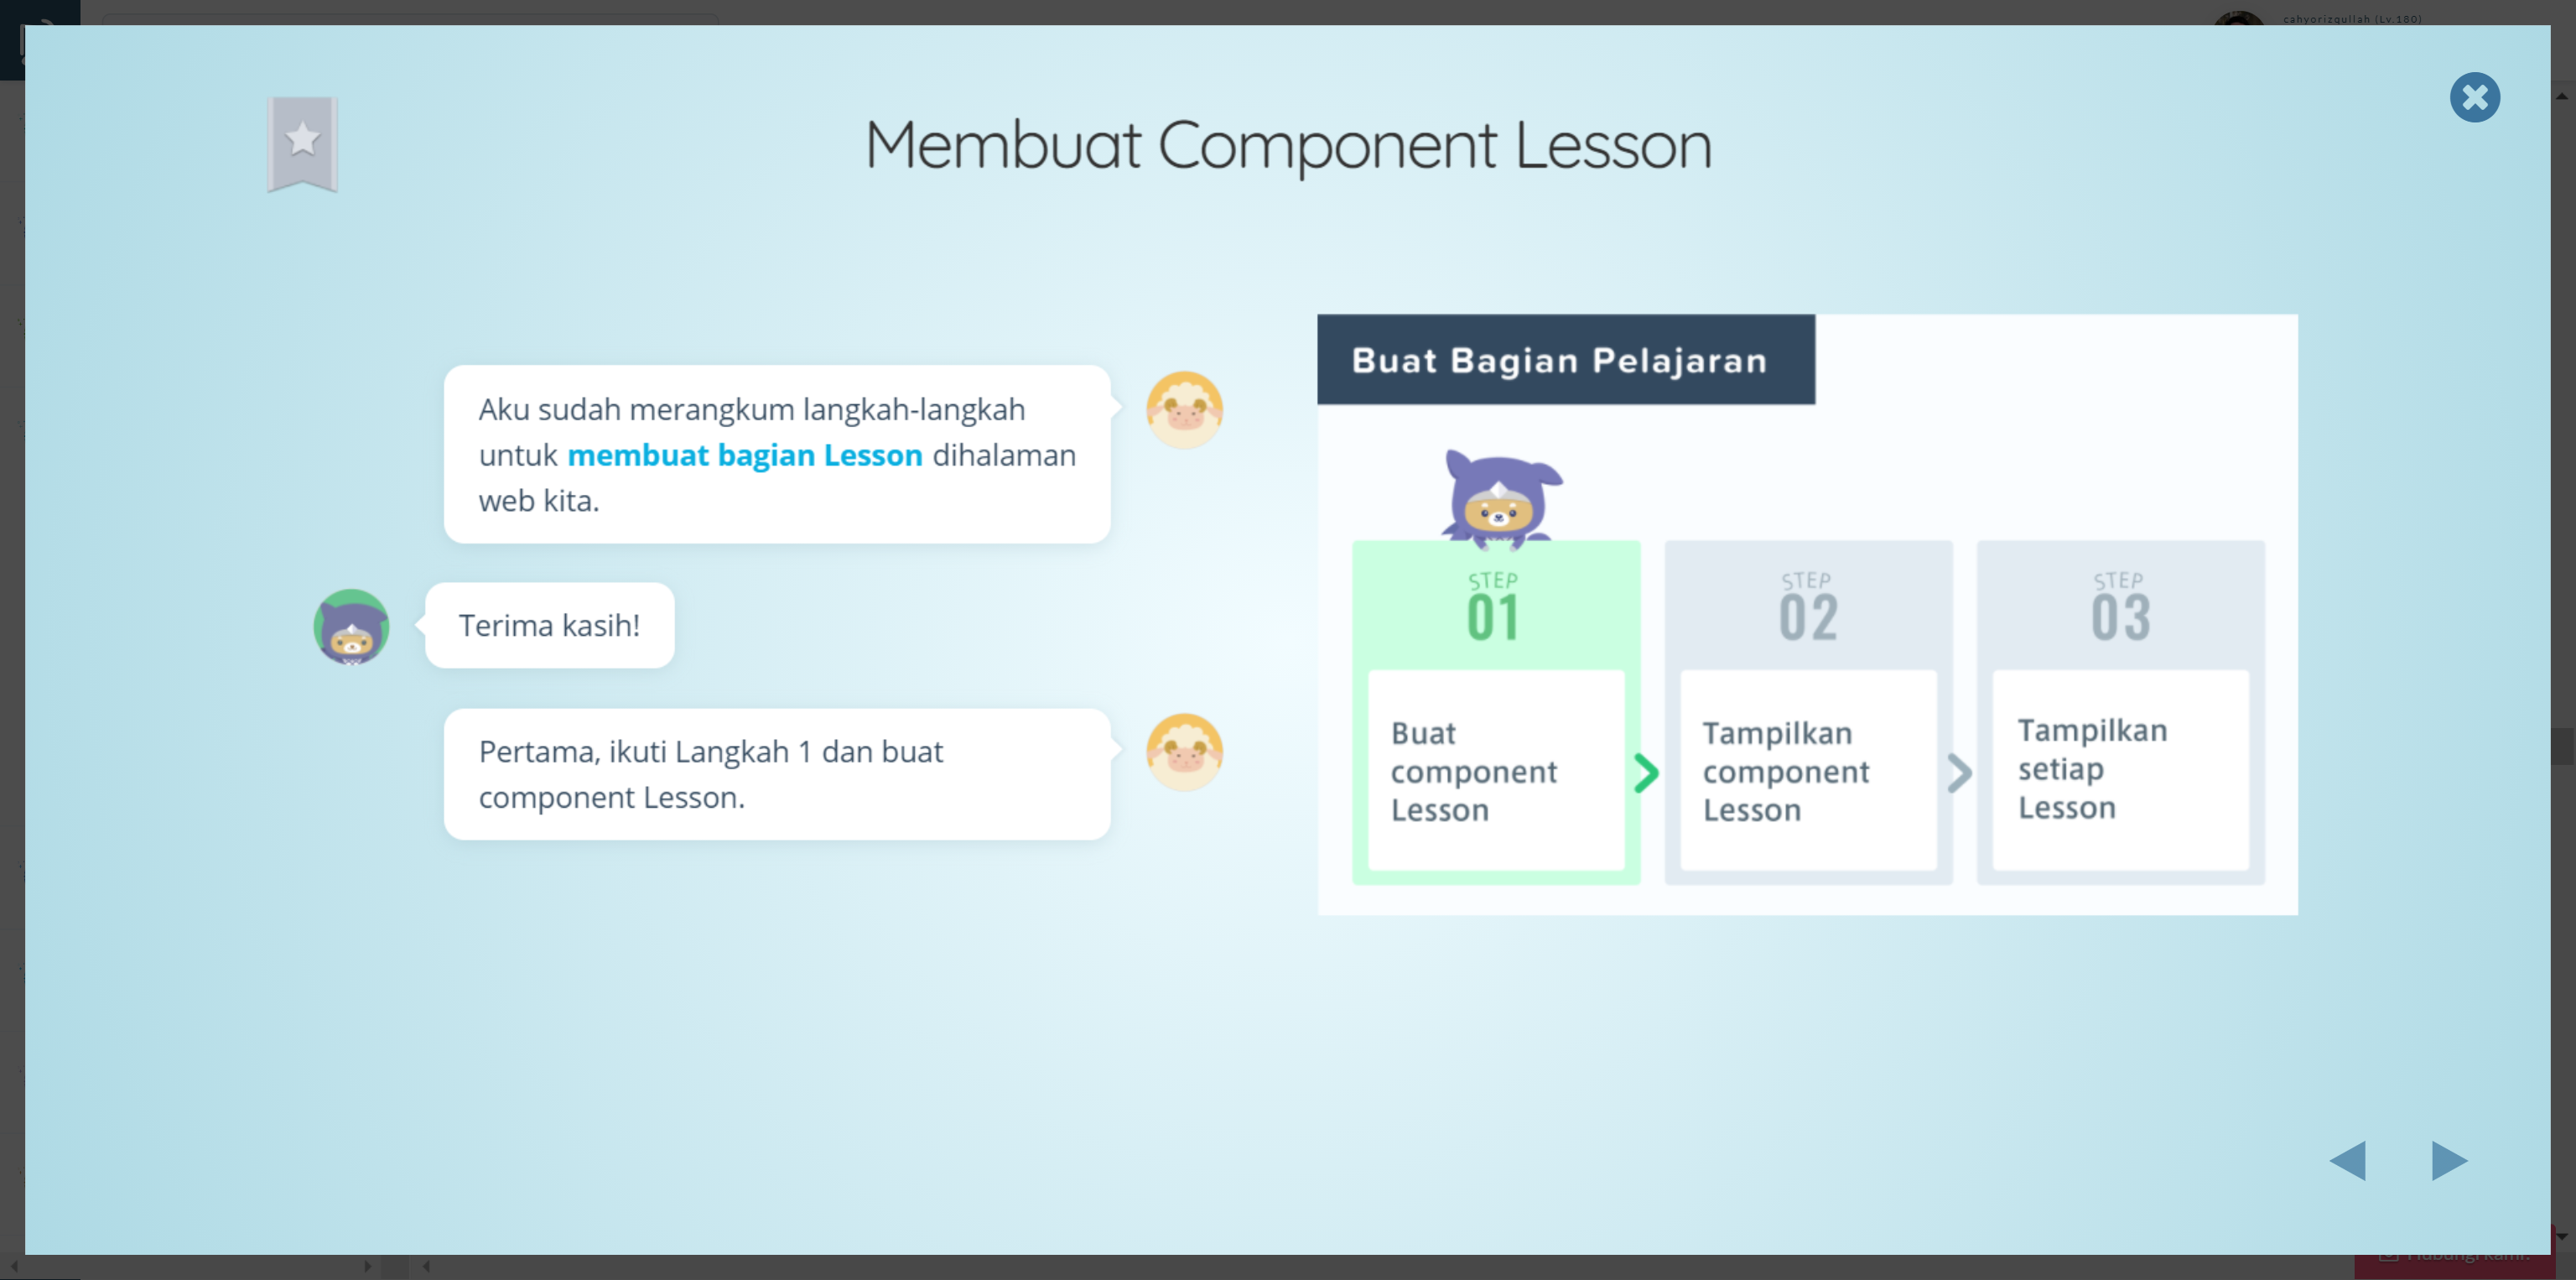 cahyorizqullah (Lv.180)
Membuat Component Lesson
Aku sudah merangkum langkah-langkah
untuk membuat bagian Lesson dihalaman
web kita.
Terima kasih!
Pertama, ikuti Langkah 1 dan buat
component Lesson.
Buat Bagian Pelajaran
STEP
01
Buat
component
Lesson
STEP
02
Tampilkan
component
Lesson
STEP
03
Tampilkan
setiap
Lesson
Hubungi kami!